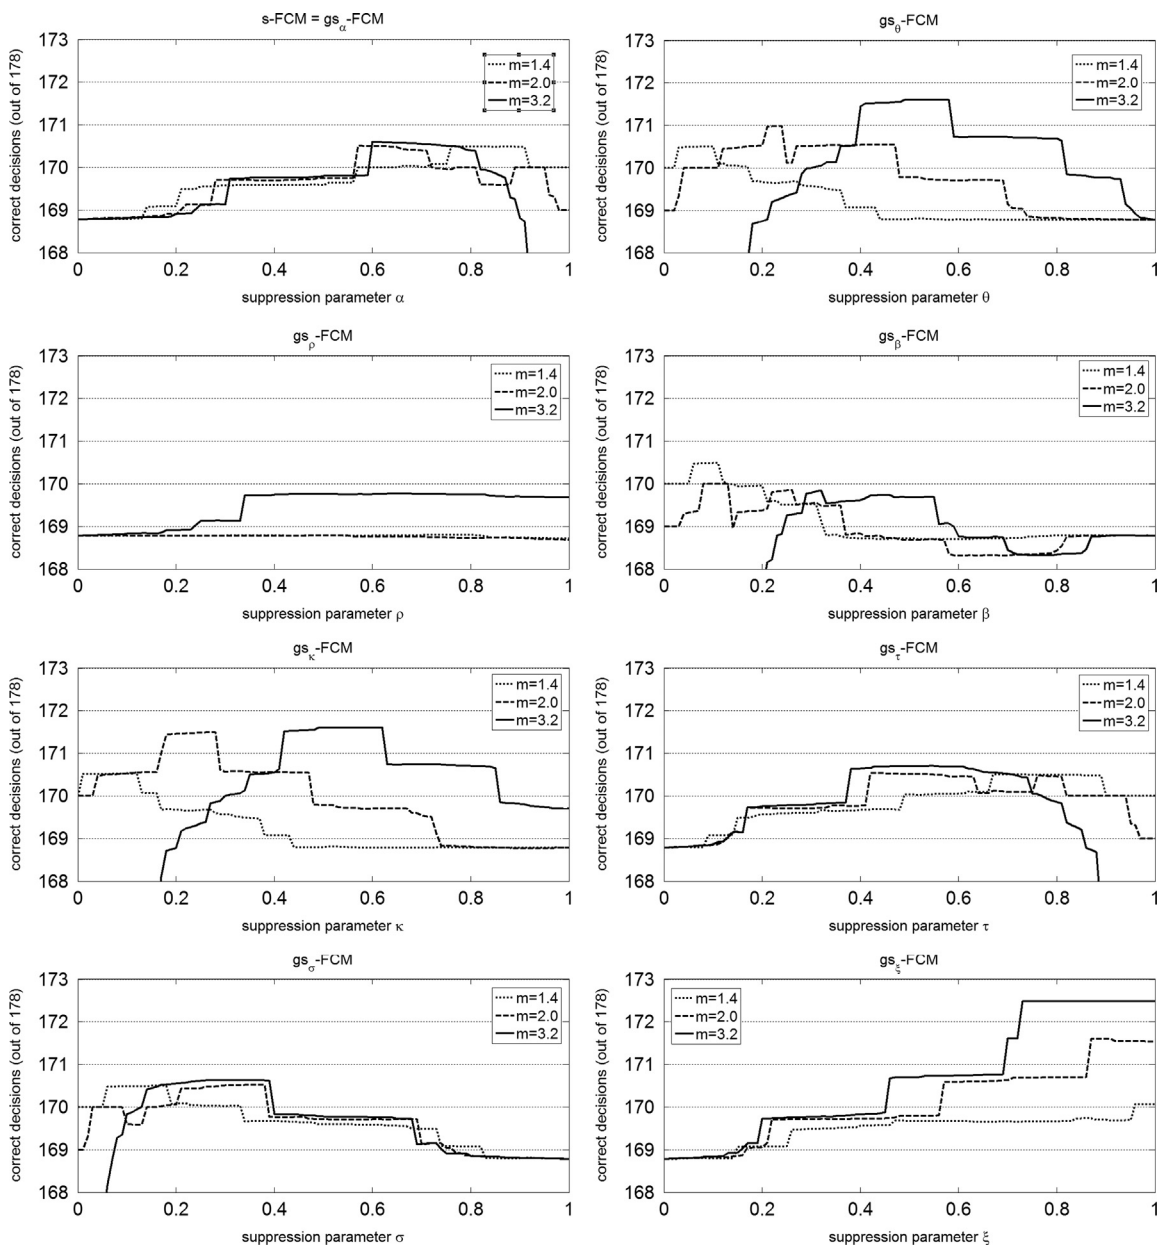 s-FCM = gsα-FCM
correct decisions (out of 178)
173
172
171
170
169
168
m=1.4
m=2.0
m=3.2
0 0.2 0.4 0.6 0.8 1
suppression parameter α
gsθ-FCM
correct decisions (out of 178)
173
172
171
170
169
168
m=1.4
m=2.0
m=3.2
0 0.2 0.4 0.6 0.8 1
suppression parameter θ
gsρ-FCM
correct decisions (out of 178)
173
172
171
170
169
168
m=1.4
m=2.0
m=3.2
0 0.2 0.4 0.6 0.8 1
suppression parameter ρ
gsβ-FCM
correct decisions (out of 178)
173
172
171
170
169
168
m=1.4
m=2.0
m=3.2
0 0.2 0.4 0.6 0.8 1
suppression parameter β
gsκ-FCM
correct decisions (out of 178)
173
172
171
170
169
168
m=1.4
m=2.0
m=3.2
0 0.2 0.4 0.6 0.8 1
suppression parameter κ
gsτ-FCM
correct decisions (out of 178)
173
172
171
170
169
168
m=1.4
m=2.0
m=3.2
0 0.2 0.4 0.6 0.8 1
suppression parameter τ
gsσ-FCM
correct decisions (out of 178)
173
172
171
170
169
168
m=1.4
m=2.0
m=3.2
0 0.2 0.4 0.6 0.8 1
suppression parameter σ
gsξ-FCM
correct decisions (out of 178)
173
172
171
170
169
168
m=1.4
m=2.0
m=3.2
0 0.2 0.4 0.6 0.8 1
suppression parameter ξ